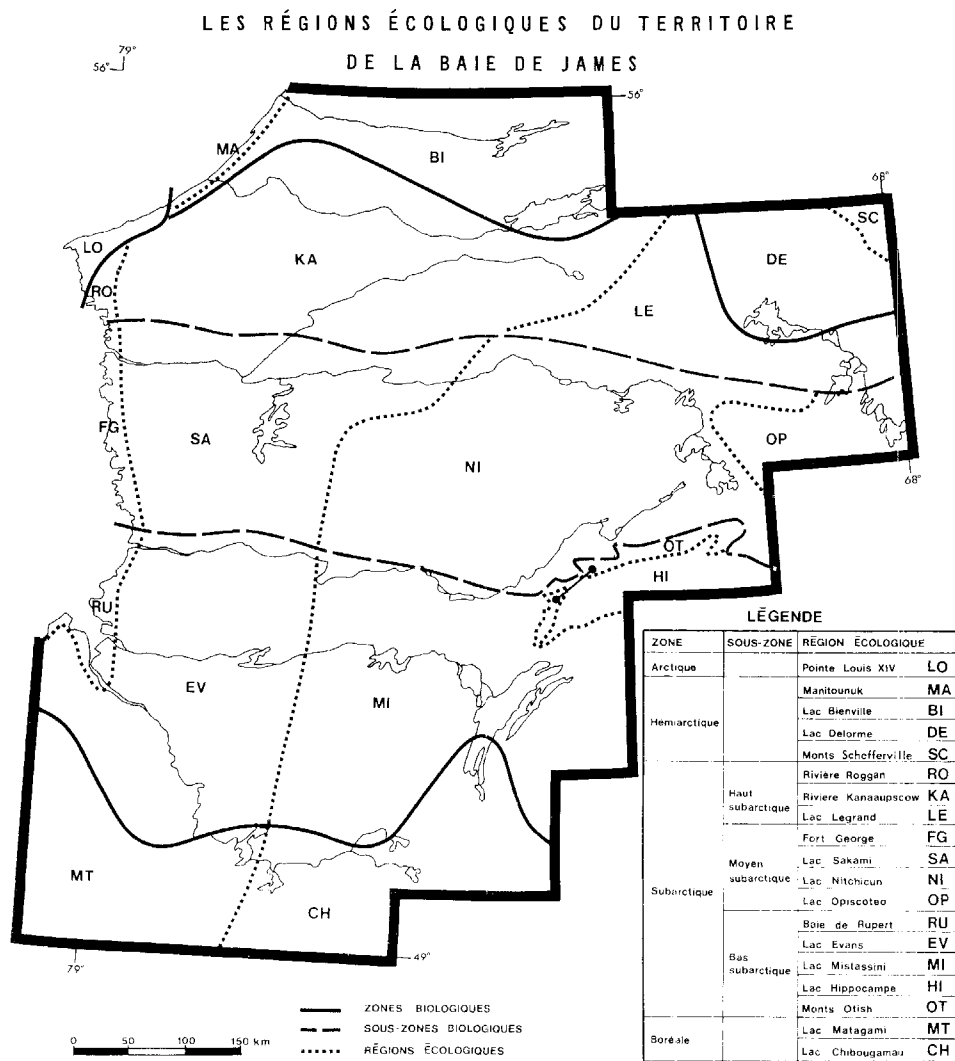 LES RÉGIONS ÉCOLOGIQUES DU TERRITOIRE
DE LA BAIE DE JAMES
79°
56°
56°
MA
BI
68°
SC
LO
KA
DE
RO
LE
FG
SA
OP
NI
68°
OT
HI
RU
EV
MI
MT
CH
79°
49°
LÉGENDE
ZONE SOUS-ZONE RÉGION ÉCOLOGIQUE
Arctique Pointe Louis XIV LO
Hémiarctique
Manitounuk MA
Lac Bienville BI
Lac Delorme DE
Monts Schefferville SC
Subarctique
Haut subarctique
Rivière Roggan RO
Rivière Kanaaupscow KA
Lac Legrand LE
Moyen subarctique
Fort George FG
Lac Sakami SA
Lac Nitchicun NI
Lac Opiscoteo OP
Bas subarctique
Baie de Rupert RU
Lac Evans EV
Lac Mistassini MI
Lac Hippocampe HI
Monts Otish OT
Boréale
Lac Matagami MT
Lac Chibougamau CH
ZONES BIOLOGIQUES
SOUS-ZONES BIOLOGIQUES
RÉGIONS ÉCOLOGIQUES
0 50 100 150 km